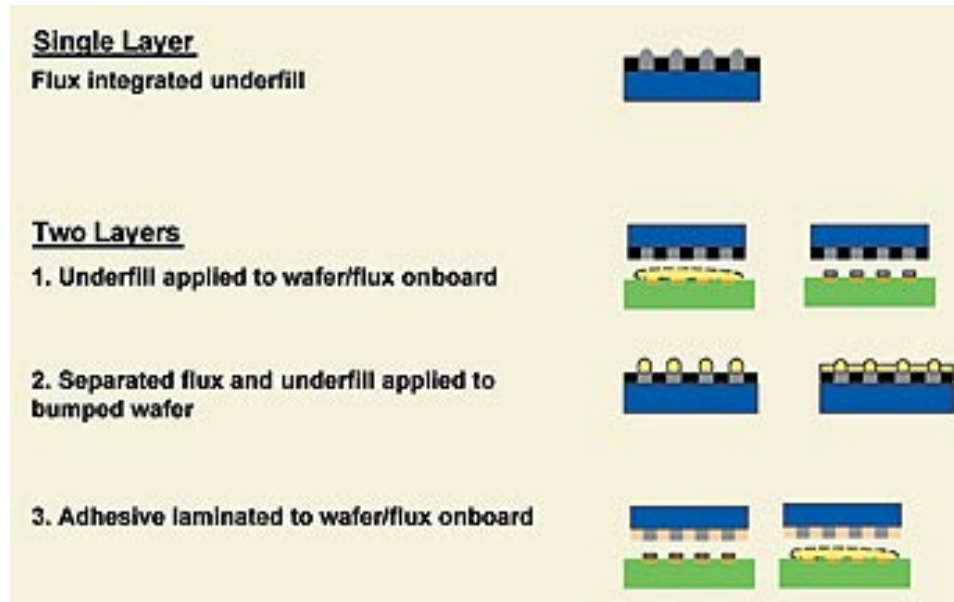 Single Layer
Flux integrated underfill
Two Layers
1. Underfill applied to wafer/flux onboard
2. Separated flux and underfill applied to
bumped wafer
3. Adhesive laminated to wafer/flux onboard